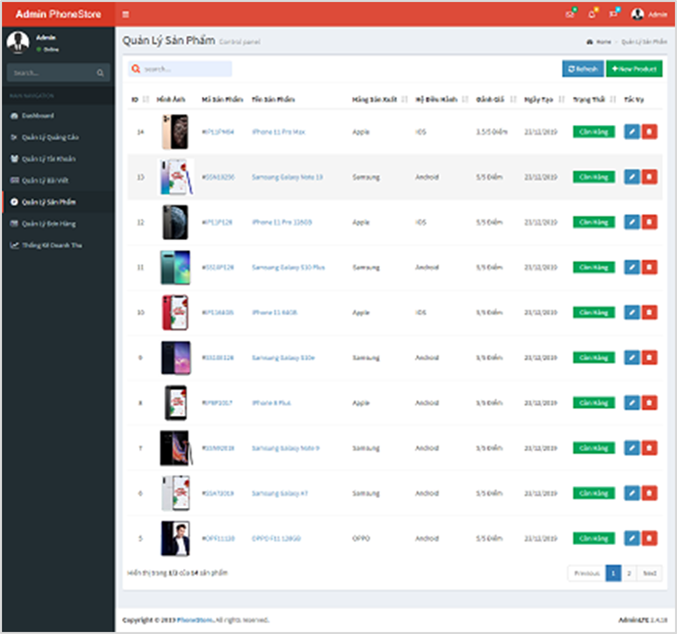 Admin PhoneStore
Admin
Admin
Online
Search...
MAIN NAVIGATION
Dashboard
Quản Lý Quảng Cáo
Quản Lý Tài Khoản
Quản Lý Bài Viết
Quản Lý Sản Phẩm
Quản Lý Đơn Hàng
Thống Kê Doanh Thu
Quản Lý Sản Phẩm Control panel
Home Quản Lý Sản Phẩm
Search...
Refresh
New Product
ID Hình Ảnh Mã Sản Phẩm Tên Sản Phẩm Hãng Sản Xuất Hệ Điều Hành Đánh Giá Ngày Tạo Trạng Thái Tác Vụ
14 iPhone 11 Pro Max Apple IOS 3.5/5 Điểm 23/12/2019 Còn Hàng
13 Samsung Galaxy Note 10 Samsung Android 5/5 Điểm 23/12/2019 Còn Hàng
12 iPhone 11 Pro 128GB Apple IOS 5/5 Điểm 23/12/2019 Còn Hàng
11 Samsung Galaxy S10 Plus Samsung Android 5/5 Điểm 23/12/2019 Còn Hàng
10 iPhone 11 64GB Apple IOS 5/5 Điểm 23/12/2019 Còn Hàng
9 Samsung Galaxy S10e Samsung Android 5/5 Điểm 23/12/2019 Còn Hàng
8 iPhone 8 Plus Apple Android 5/5 Điểm 23/12/2019 Còn Hàng
7 Samsung Galaxy Note 9 Samsung Android 5/5 Điểm 23/12/2019 Còn Hàng
6 Samsung Galaxy A7 Samsung Android 5/5 Điểm 23/12/2019 Còn Hàng
5 OPPO F11 128GB OPPO Android 5/5 Điểm 23/12/2019 Còn Hàng
Hiển thị trang 1/2 của 14 sản phẩm
Previous 1 2 Next
Copyright © 2019 PhoneStore. All rights reserved.
AdminLTE 2.4.18